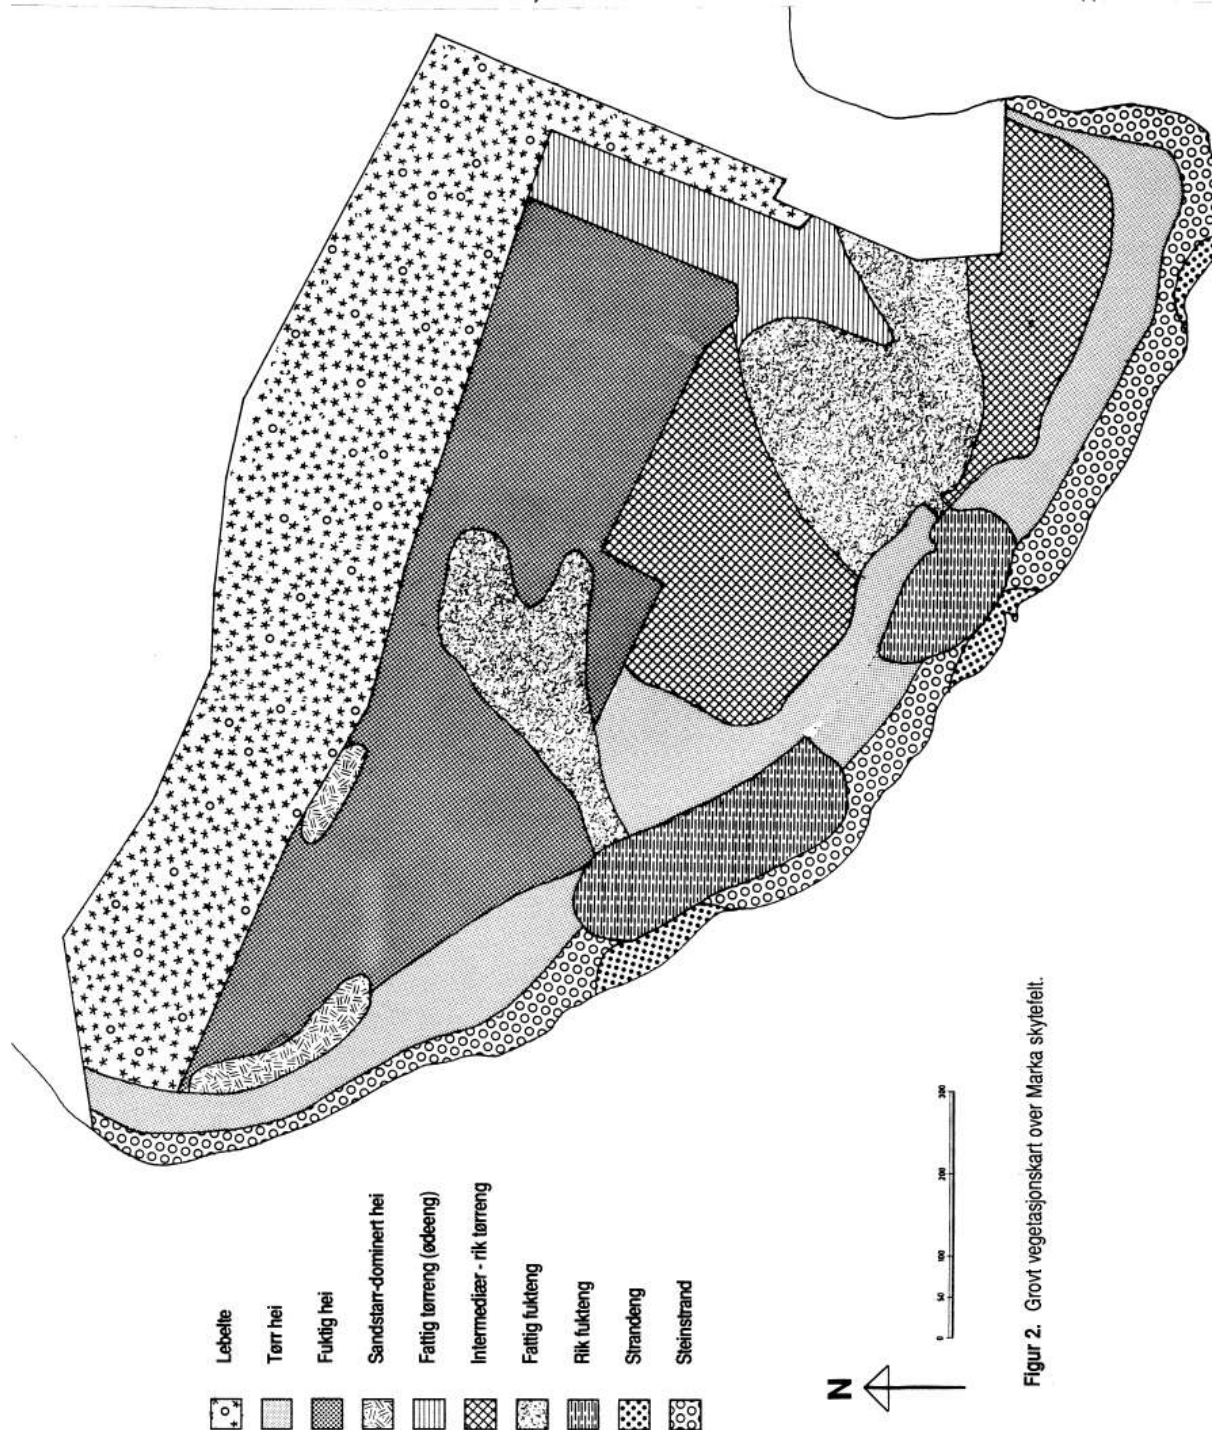 Lebelte
Tørr hei
Fuktig hei
Sandstarr-dominert hei
Fattig tørreng (ødeeng)
Intermediær - rik tørreng
Fattig fukteng
Rik fukteng
Strandeng
Steinstrand
N
0 50 100 200 300
Figur 2. Grovt vegetasjonskart over Marka skytefelt.